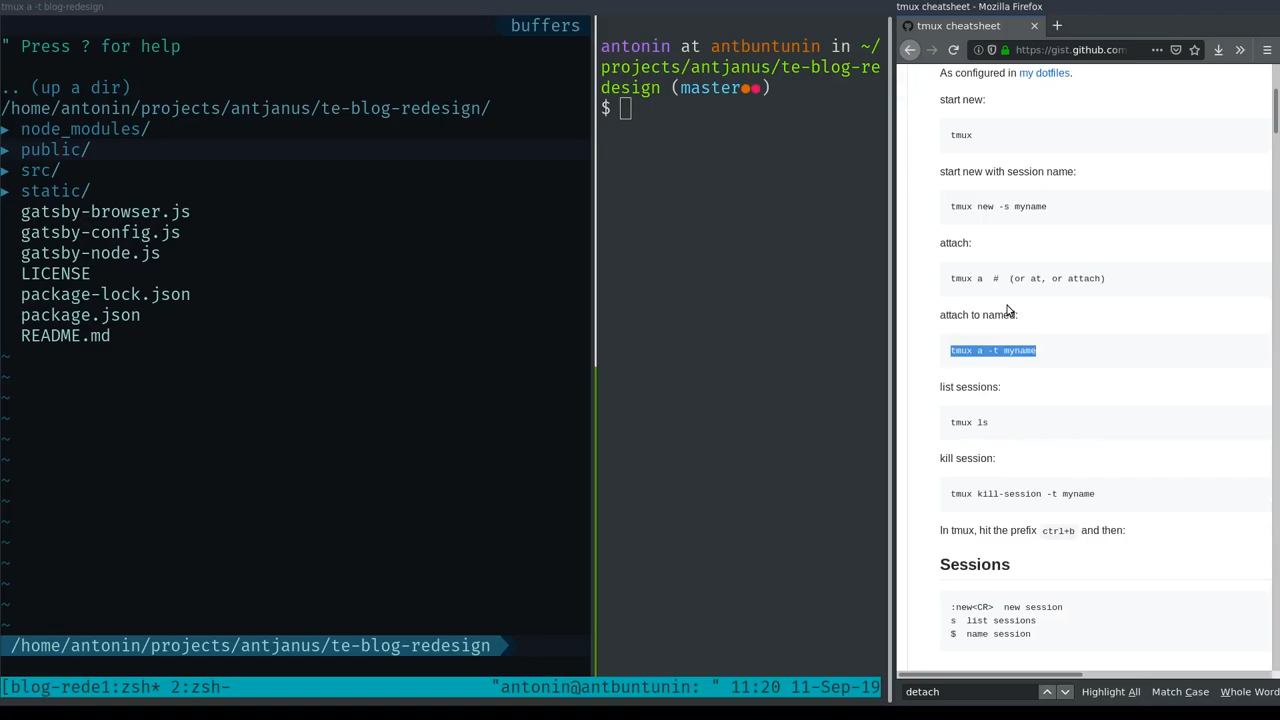 tmux a -t blog-redesign
buffers
" Press ? for help
.. (up a dir)
/home/antonin/projects/antjanus/te-blog-redesign/
▸ node_modules/
▸ public/
▸ src/
▸ static/
gatsby-browser.js
gatsby-config.js
gatsby-node.js
LICENSE
package-lock.json
package.json
README.md
~
~
~
~
~
~
~
~
~
~
~
~
~
~
/home/antonin/projects/antjanus/te-blog-redesign
antonin at antbuntunin in ~/
projects/antjanus/te-blog-re
design (master●●)
$
[blog-rede1:zsh* 2:zsh- "antonin@antbuntunin: " 11:20 11-Sep-19
tmux cheatsheet - Mozilla Firefox
tmux cheatsheet
https://gist.github.com
As configured in my dotfiles.
start new:
tmux
start new with session name:
tmux new -s myname
attach:
tmux a # (or at, or attach)
attach to named:
tmux a -t myname
list sessions:
tmux ls
kill session:
tmux kill-session -t myname
In tmux, hit the prefix ctrl+b and then:
Sessions
:new<CR> new session
s list sessions
$ name session
detach
Highlight All Match Case Whole Word